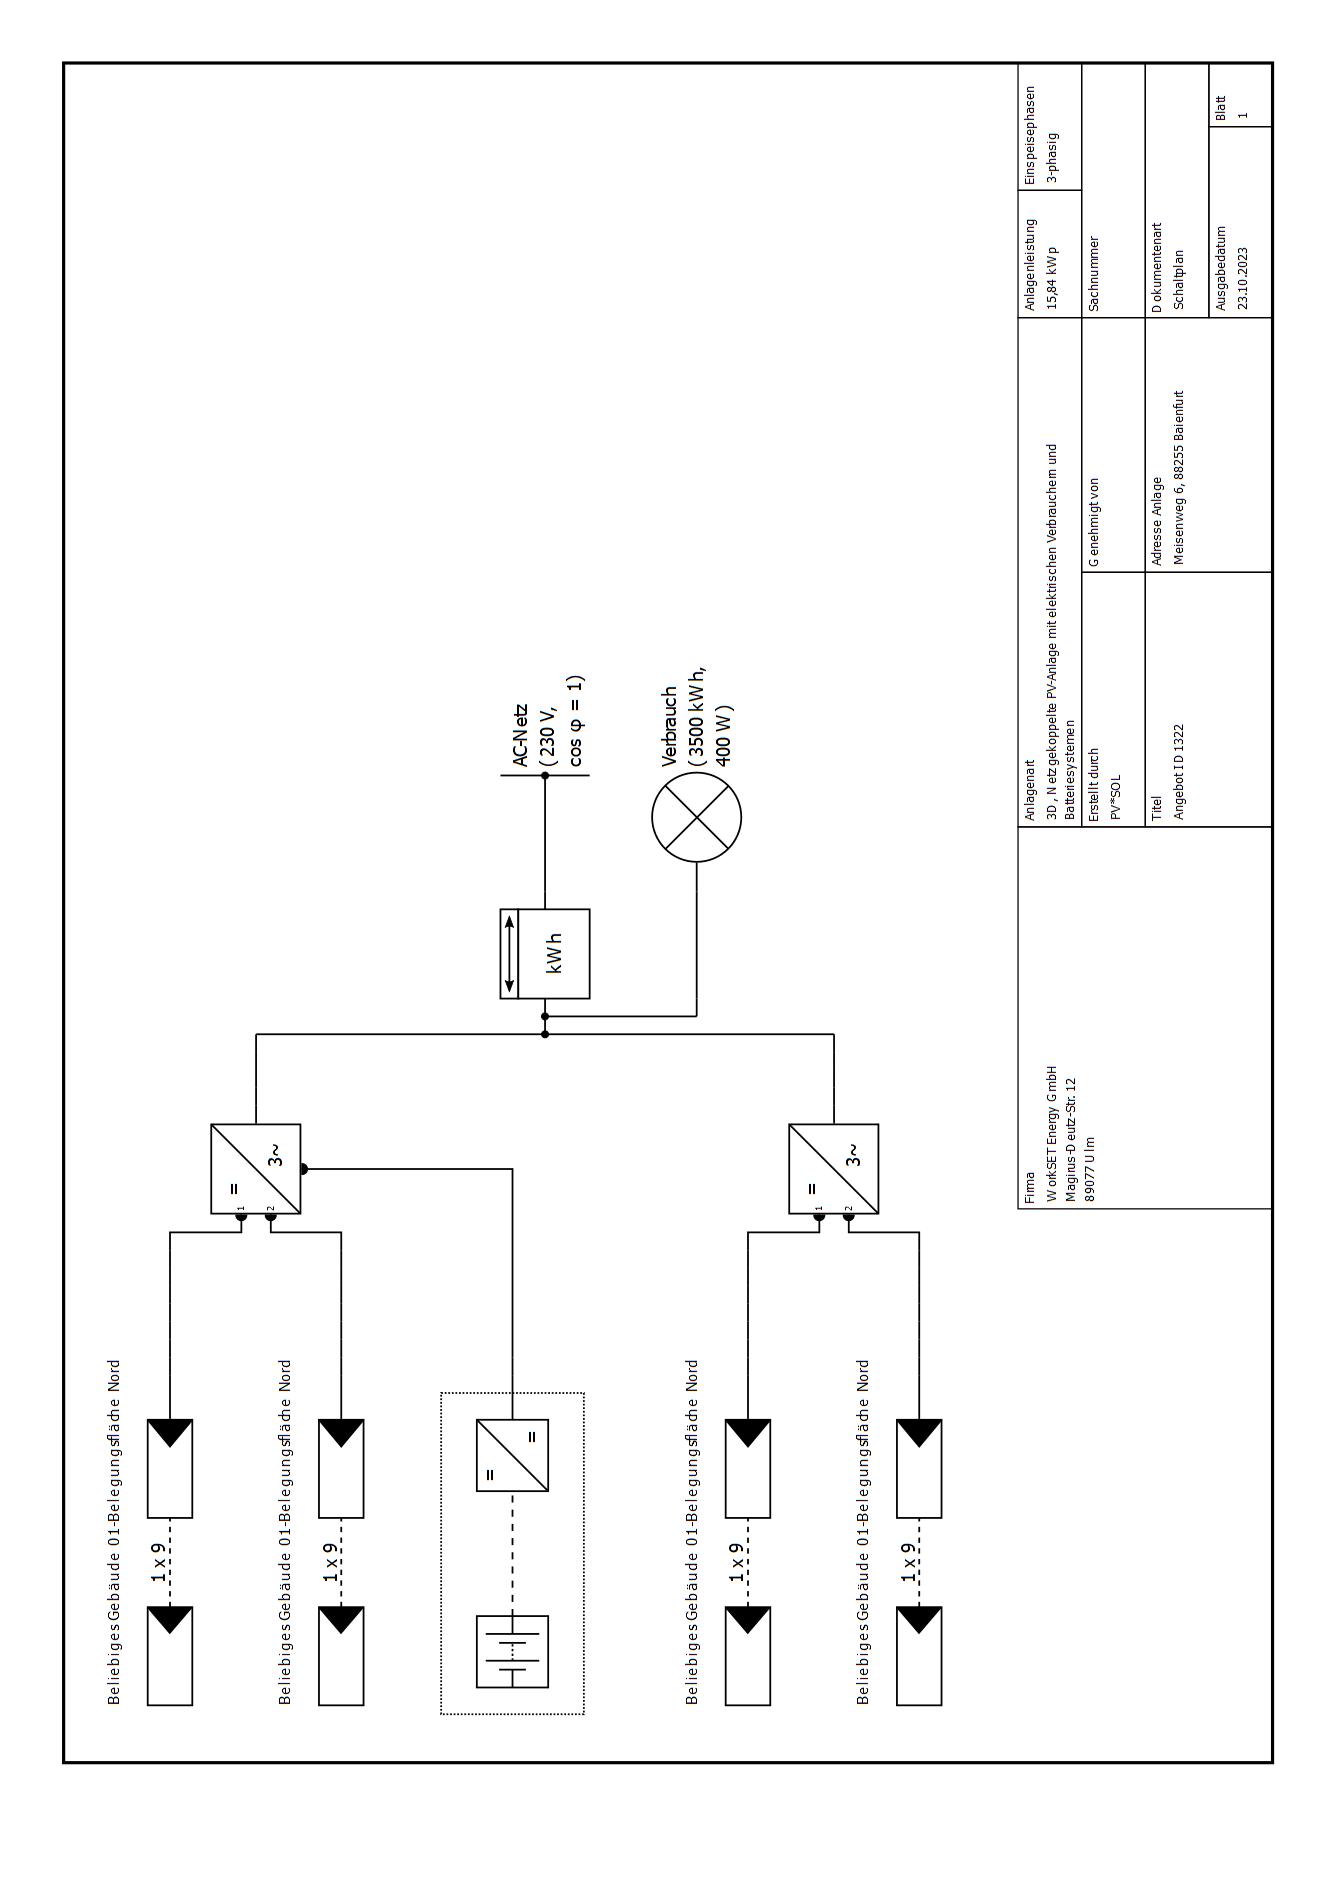 Beliebiges Gebäude 01-Belegungsfläche Nord
1 x 9
Beliebiges Gebäude 01-Belegungsfläche Nord
1 x 9
=
3~
1
2
=
=
AC-Netz
(230 V,
cos φ = 1)
kWh
Verbrauch
(3500 kWh,
400 W)
Beliebiges Gebäude 01-Belegungsfläche Nord
1 x 9
Beliebiges Gebäude 01-Belegungsfläche Nord
1 x 9
=
3~
1
2
Firma
WorkSET Energy GmbH
Magirus-Deutz-Str. 12
89077 Ulm
Anlagenart
3D, Netzgekoppelte PV-Anlage mit elektrischen Verbrauchern und
Batteriesystemen
Anlagenleistung
15,84 kWp
Einspeisephasen
3-phasig
Erstellt durch
PV*SOL
Genehmigt von
Sachnummer
Titel
Angebot ID 1322
Adresse Anlage
Meisenweg 6, 88255 Baienfurt
Dokumentenart
Schaltplan
Ausgabedatum
23.10.2023
Blatt
1